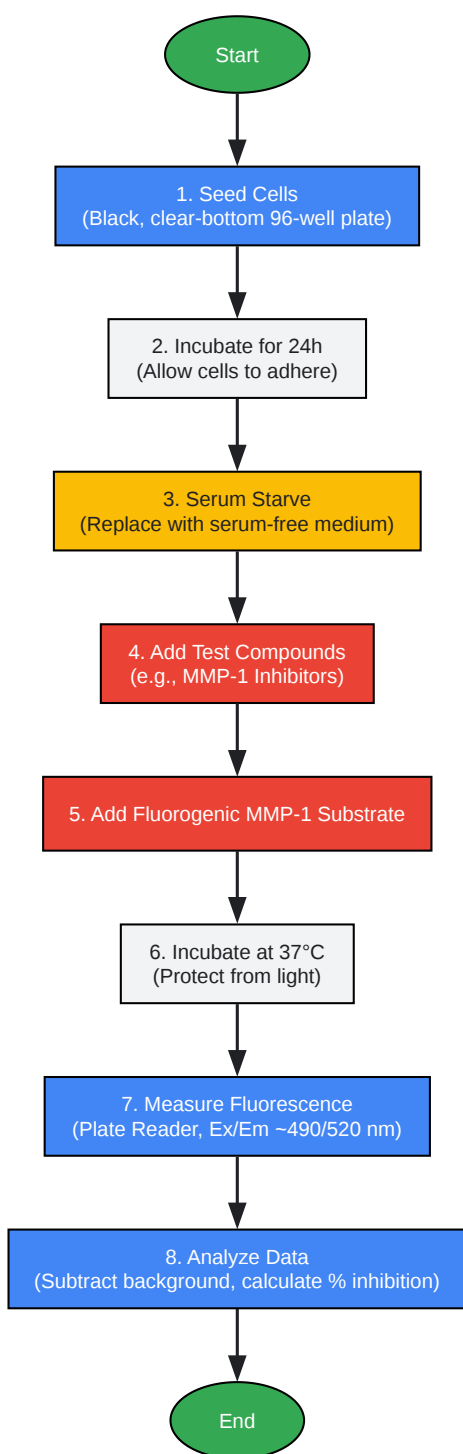 Start
1. Seed Cells
(Black, clear-bottom 96-well plate)
2. Incubate for 24h
(Allow cells to adhere)
3. Serum Starve
(Replace with serum-free medium)
4. Add Test Compounds
(e.g., MMP-1 Inhibitors)
5. Add Fluorogenic MMP-1 Substrate
6. Incubate at 37°C
(Protect from light)
7. Measure Fluorescence
(Plate Reader, Ex/Em ~490/520 nm)
8. Analyze Data
(Subtract background, calculate % inhibition)
End